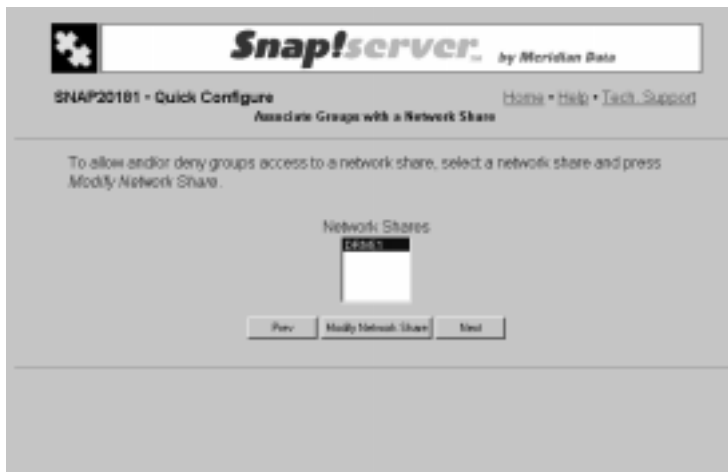 Snap!server™ by Meridian Data
SNAP20181 - Quick Configure
Home • Help • Tech. Support
Associate Groups with a Network Share
To allow and/or deny groups access to a network share, select a network share and press
Modify Network Share.
Network Shares
DRIVE1
Prev Modify Network Share Next